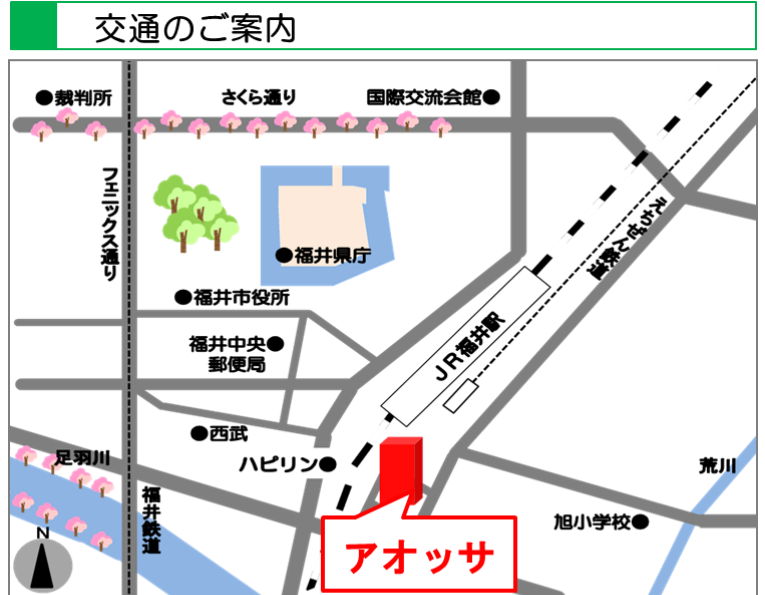 交通のご案内
●裁判所
さくら通り
国際交流会館●
フェニックス通り
えちぜん鉄道
●福井県庁
●福井市役所
福井中央●
郵便局
JR福井駅
●西武
ハピリン●
足羽川
荒川
福井鉄道
旭小学校●
アオッサ
N